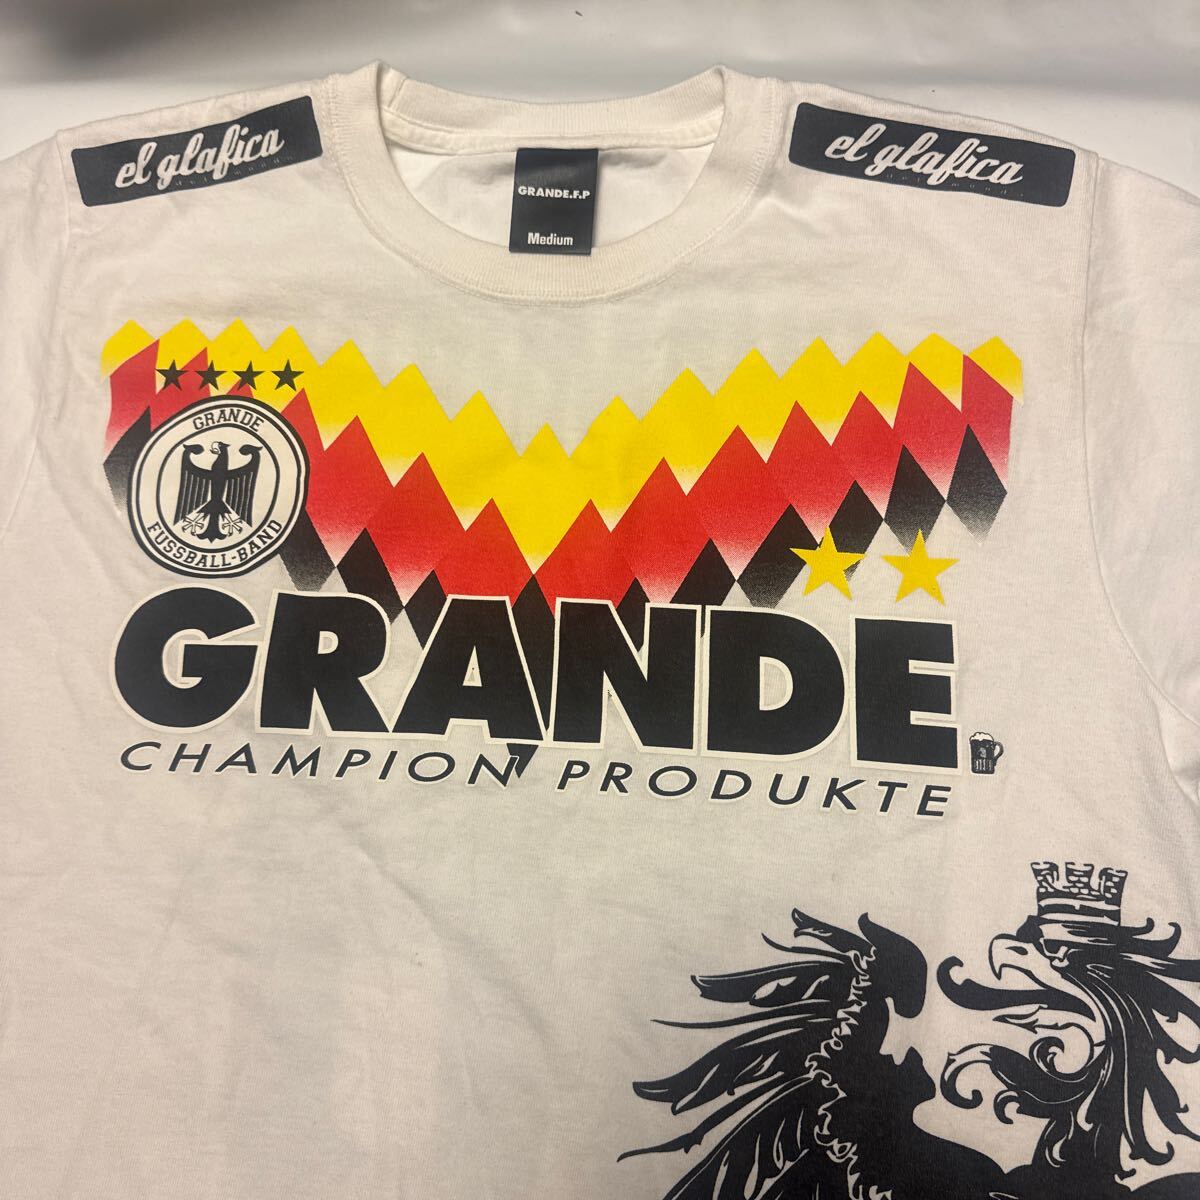 el glafica
el glafica
GRANDE.F.P
Medium
GRANDE
FUSSBALL-BAND
GRANDE
CHAMPION PRODUKTE